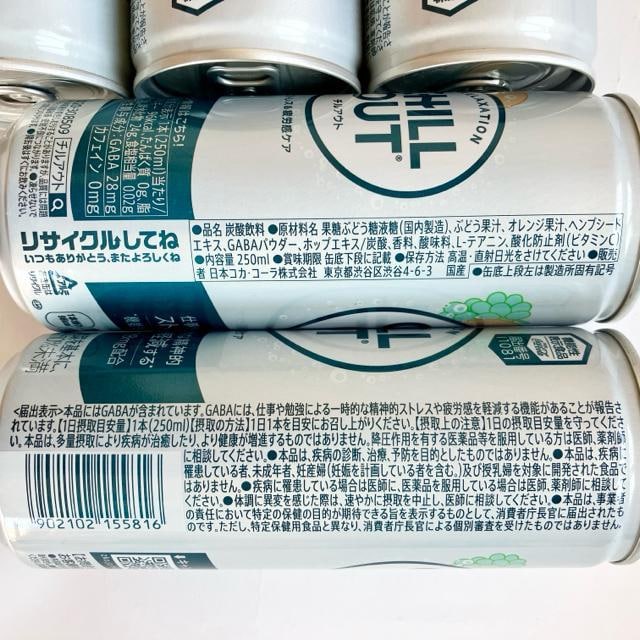 チルアウト
CHILL
OUT
RELAXATION
チルアウト
GABA 28mg
カフェイン 0mg
リサイクルしてね
いつもありがとう、またよろしくね
●品名 炭酸飲料 ●原材料名 果糖ぶどう糖液糖(国内製造)、ぶどう果汁、オレンジ果汁、ヘンプシード
エキス、GABAパウダー、ホップエキス/炭酸、香料、酸味料、L-テアニン、酸化防止剤(ビタミンC)
●内容量 250ml ●賞味期限 缶底下段に記載 ●保存方法 高温・直射日光をさけてください ●販売
者 日本コカ・コーラ株式会社 東京都渋谷区渋谷4-6-3 国産 ●缶底上段左は製造所固有記号
<届出表示>本品にはGABAが含まれています。GABAには、仕事や勉強による一時的な精神的ストレスや疲労感を軽減する機能があることが報告さ
れています。【1日摂取目安量】1本(250ml)【摂取の方法】1日1本を目安にお召し上がりください。【摂取上の注意】1日の摂取目安量を守ってくださ
い。本品は、多量摂取により疾病が治癒したり、より健康が増進するものではありません。降圧作用を有する医薬品等を服用している方は医師、薬剤師
に相談してください。●本品は、疾病の診断、治療、予防を目的としたものではありません。●本品は、疾病に
罹患している者、未成年者、妊産婦(妊娠を計画している者を含む。)及び授乳婦を対象に開発された食品で
はありません。●疾病に罹患している場合は医師に、医薬品を服用している場合は医師、薬剤師に相談し
てください。●体調に異変を感じた際は、速やかに摂取を中止し、医師に相談してください。●本品は、事業者
の責任において特定の保健の目的が期待できる旨を表示するものとして、消費者庁長官に届出されたも
のです。ただし、特定保健用食品と異なり、消費者庁長官による個別審査を受けたものではありません。
902102 155816